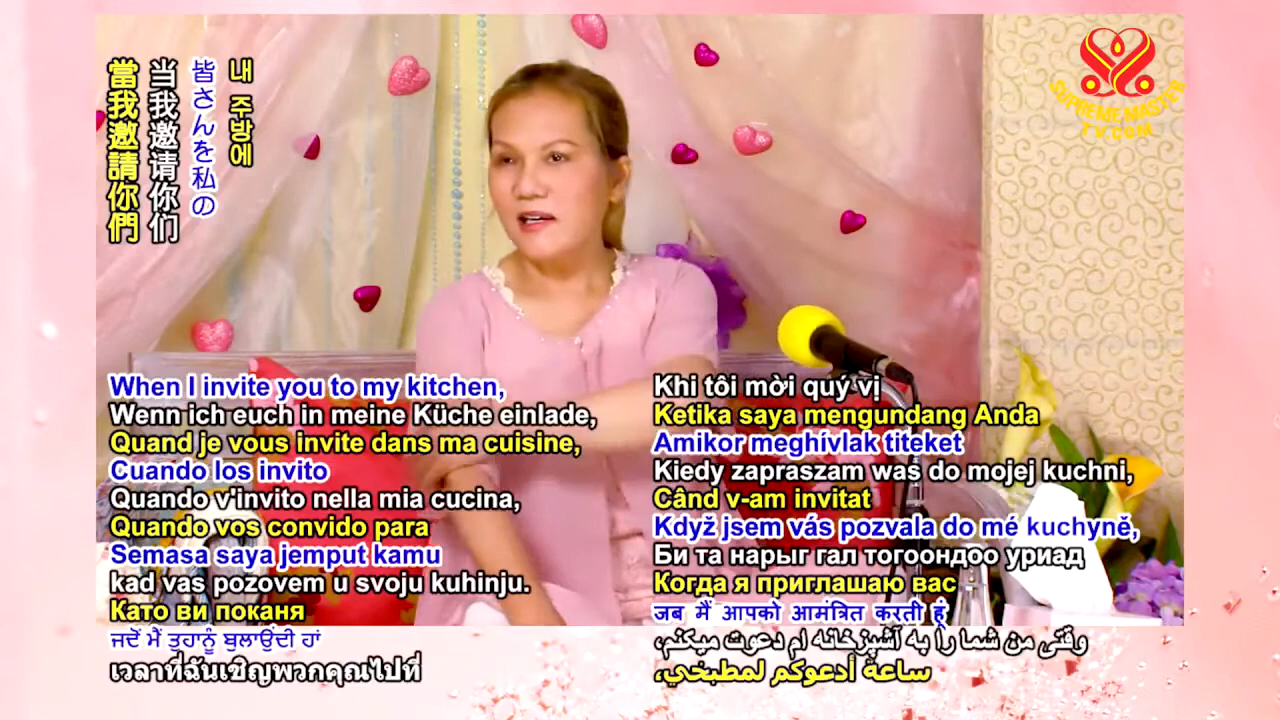 當我邀請你們
当我邀请你们
皆さんを私の
내 주방에
SUPREME MASTER
TV.COM
When I invite you to my kitchen,
Wenn ich euch in meine Küche einlade,
Quand je vous invite dans ma cuisine,
Cuando los invito
Quando v'invito nella mia cucina,
Quando vos convido para
Semasa saya jemput kamu
kad vas pozovem u svoju kuhinju.
Като ви поканя
ਜਦੋਂ ਮੈਂ ਤੁਹਾਨੂੰ ਬੁਲਾਉਂਦੀ ਹਾਂ
เวลาที่ฉันเชิญพวกคุณไปที่
Khi tôi mời quý vị
Ketika saya mengundang Anda
Amikor meghívlak titeket
Kiedy zapraszam was do mojej kuchni,
Când v-am invitat
Když jsem vás pozvala do mé kuchyně,
Би та нарыг гал тогоондоо уриад
Когда я приглашаю вас
जब मैं आपको आमंत्रित करती हूं
وقتی من شما را به آشپزخانه ام دعوت میکنم،
ساعة أدعوكم لمطبخي،